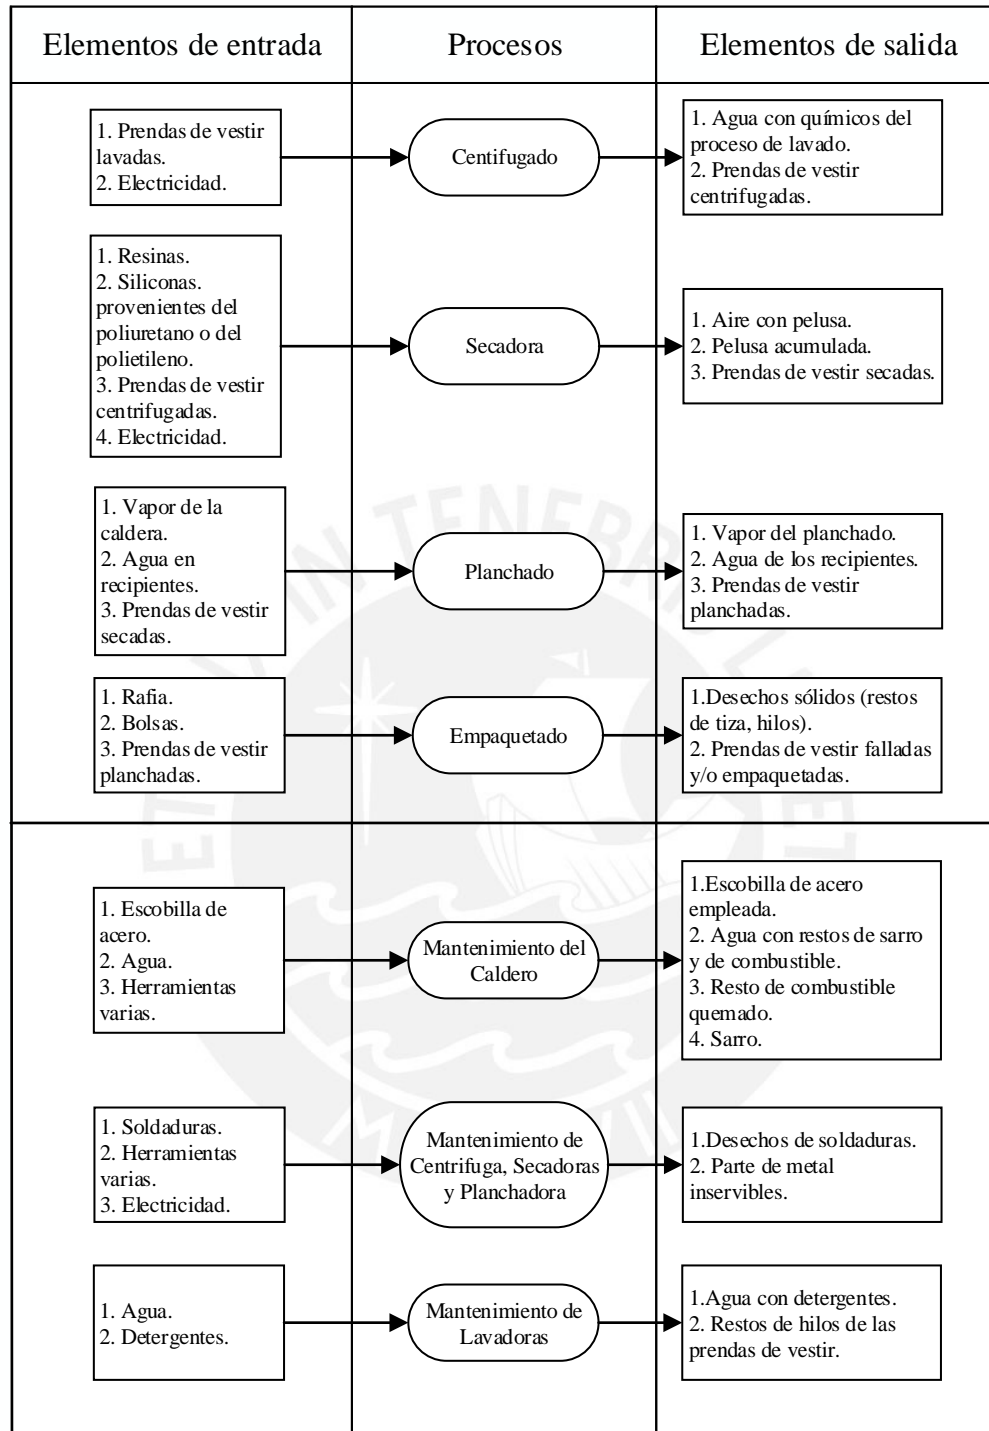 Elementos de entrada
Procesos
Elementos de salida
1. Prendas de vestir
lavadas.
2. Electricidad.
Centifugado
1. Agua con químicos del
proceso de lavado.
2. Prendas de vestir
centrifugadas.
1. Resinas.
2. Siliconas.
provenientes del
poliuretano o del
polietileno.
3. Prendas de vestir
centrifugadas.
4. Electricidad.
Secadora
1. Aire con pelusa.
2. Pelusa acumulada.
3. Prendas de vestir secadas.
1. Vapor de la
caldera.
2. Agua en
recipientes.
3. Prendas de vestir
secadas.
Planchado
1. Vapor del planchado.
2. Agua de los recipientes.
3. Prendas de vestir
planchadas.
1. Rafia.
2. Bolsas.
3. Prendas de vestir
planchadas.
Empaquetado
1.Desechos sólidos (restos
de tiza, hilos).
2. Prendas de vestir falladas
y/o empaquetadas.
1. Escobilla de
acero.
2. Agua.
3. Herramientas
varias.
Mantenimiento del
Caldero
1.Escobilla de acero
empleada.
2. Agua con restos de sarro
y de combustible.
3. Resto de combustible
quemado.
4. Sarro.
1. Soldaduras.
2. Herramientas
varias.
3. Electricidad.
Mantenimiento de
Centrifuga, Secadoras
y Planchadora
1.Desechos de soldaduras.
2. Parte de metal
inservibles.
1. Agua.
2. Detergentes.
Mantenimiento de
Lavadoras
1.Agua con detergentes.
2. Restos de hilos de las
prendas de vestir.